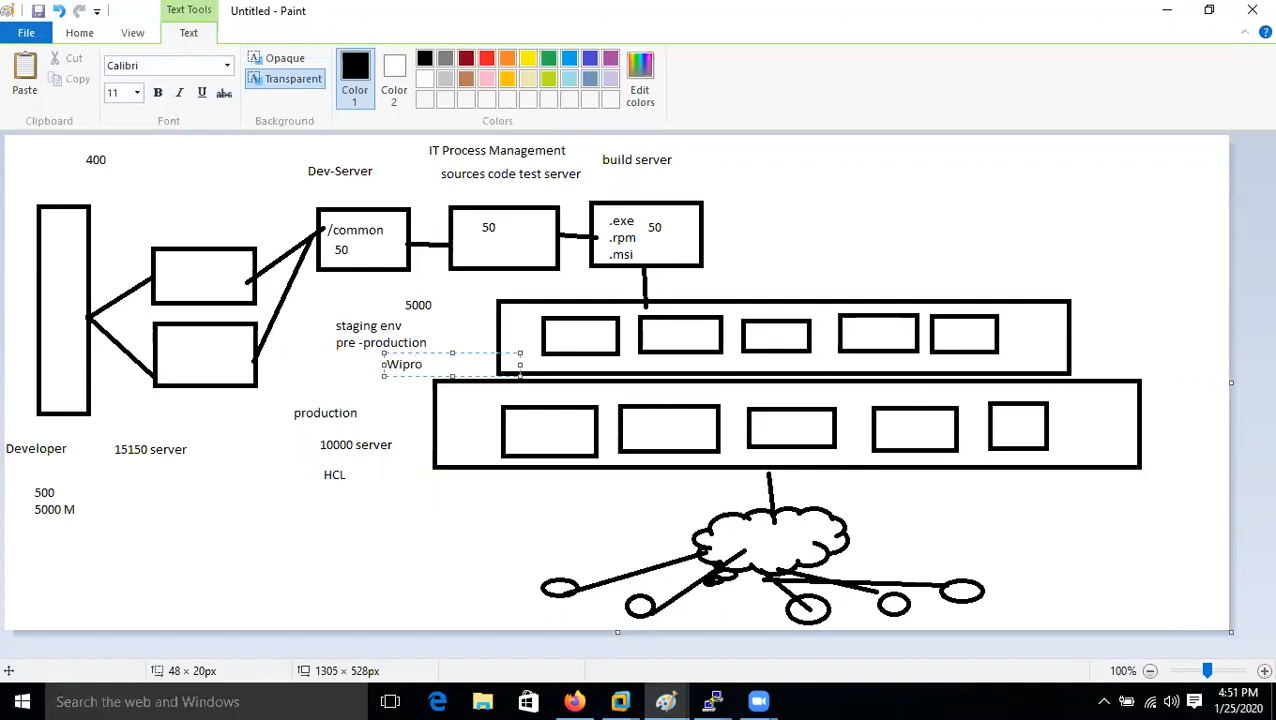 Text Tools
Untitled - Paint
File
Home
View
Text
Paste
Cut
Copy
Clipboard
Calibri
11
B I U abc
Font
Opaque
Transparent
Background
Color 1
Color 2
Edit colors
Colors
400
Dev-Server
IT Process Management
sources code test server
build server
/common
50
50
.exe
50
.rpm
.msi
5000
staging env
pre -production
Wipro
production
10000 server
HCL
Developer
15150 server
500
5000 M
48 × 20px
1305 × 528px
100%
Search the web and Windows
4:51 PM
1/25/2020